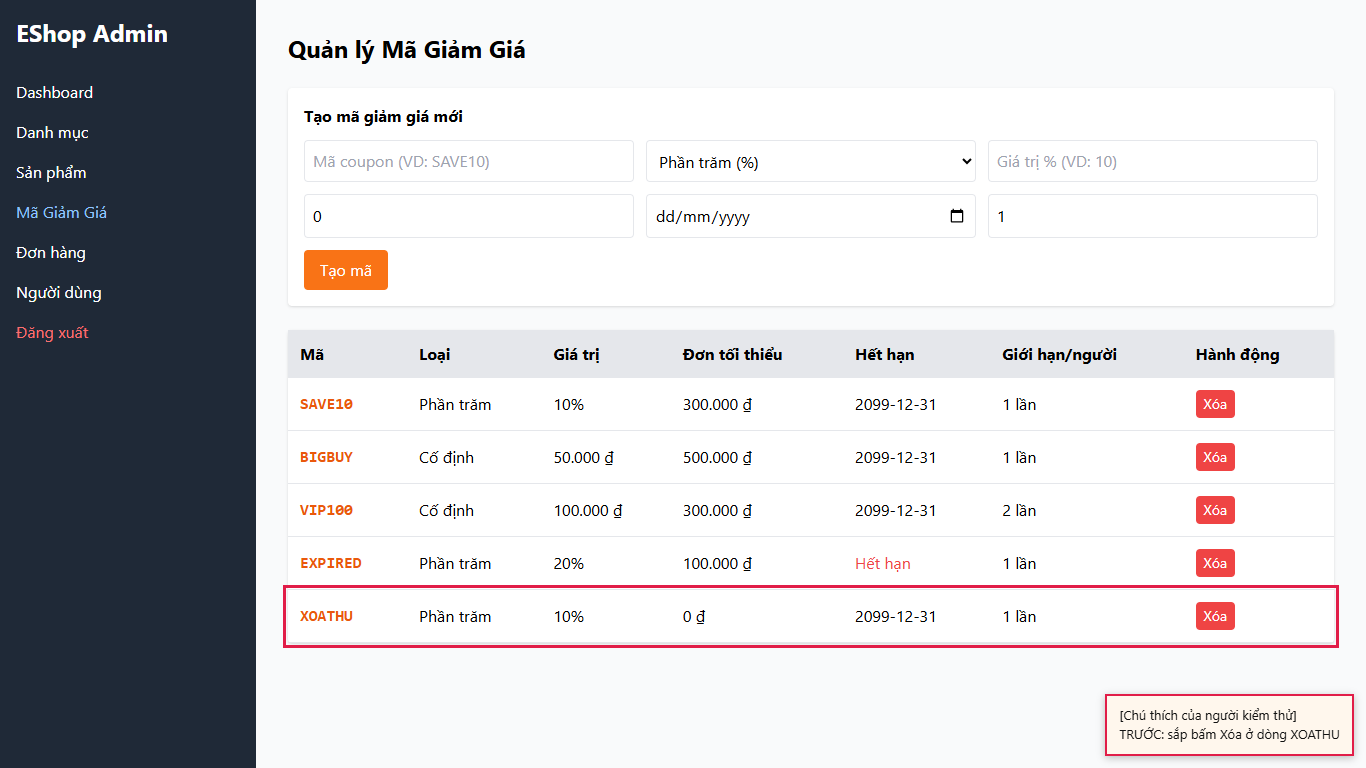 EShop Admin
Dashboard
Danh mục
Sản phẩm
Mã Giảm Giá
Đơn hàng
Người dùng
Đăng xuất
Quản lý Mã Giảm Giá
Tạo mã giảm giá mới
Mã coupon (VD: SAVE10) Phần trăm (%) Giá trị % (VD: 10)
0 dd/mm/yyyy 1
Tạo mã
Mã Loại Giá trị Đơn tối thiểu Hết hạn Giới hạn/người Hành động
SAVE10 Phần trăm 10% 300.000 ₫ 2099-12-31 1 lần Xóa
BIGBUY Cố định 50.000 ₫ 500.000 ₫ 2099-12-31 1 lần Xóa
VIP100 Cố định 100.000 ₫ 300.000 ₫ 2099-12-31 2 lần Xóa
EXPIRED Phần trăm 20% 100.000 ₫ Hết hạn 1 lần Xóa
XOATHU Phần trăm 10% 0 ₫ 2099-12-31 1 lần Xóa
[Chú thích của người kiểm thử]
TRƯỚC: sắp bấm Xóa ở dòng XOATHU